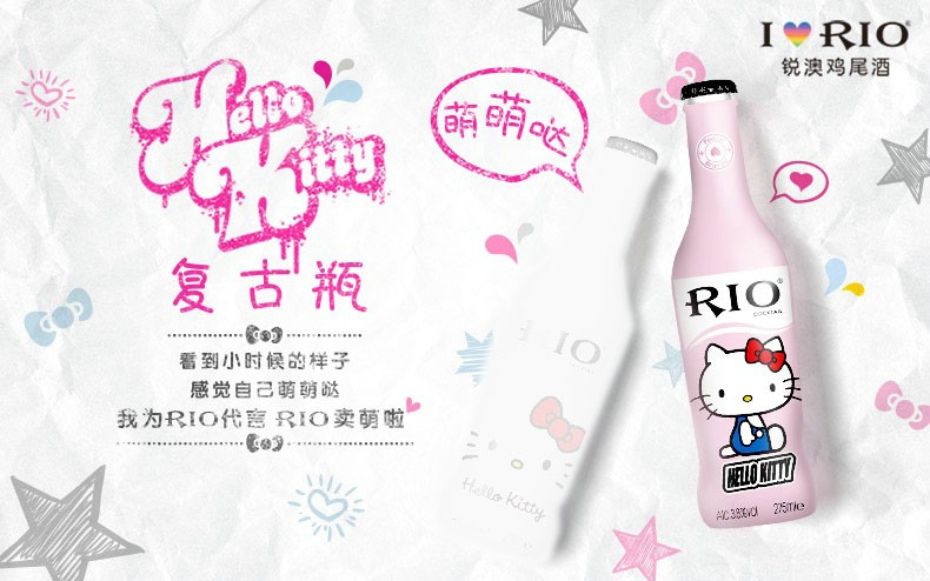 I RIO
锐澳鸡尾酒
Hello
Kitty
萌萌哒
复古瓶
看到小时候的样子
感觉自己萌萌哒
我为RIO代言 RIO卖萌啦
RIO
Hello Kitty
RIO
COCKTAIL
HELLO KITTY
275ml